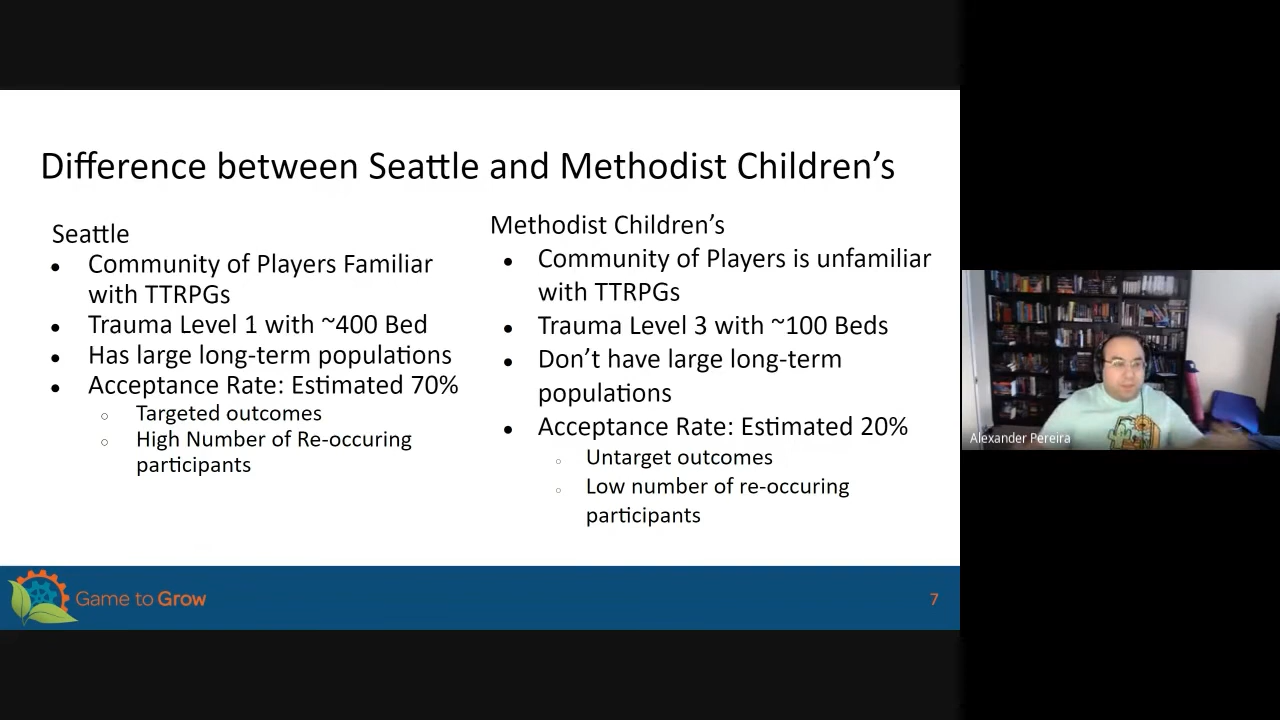 Difference between Seattle and Methodist Children’s
Seattle
● Community of Players Familiar
with TTRPGs
● Trauma Level 1 with ~400 Bed
● Has large long-term populations
● Acceptance Rate: Estimated 70%
○ Targeted outcomes
○ High Number of Re-occuring
participants
Methodist Children’s
● Community of Players is unfamiliar
with TTRPGs
● Trauma Level 3 with ~100 Beds
● Don’t have large long-term
populations
● Acceptance Rate: Estimated 20%
○ Untarget outcomes
○ Low number of re-occuring
participants
Alexander Pereira
Game to Grow
7